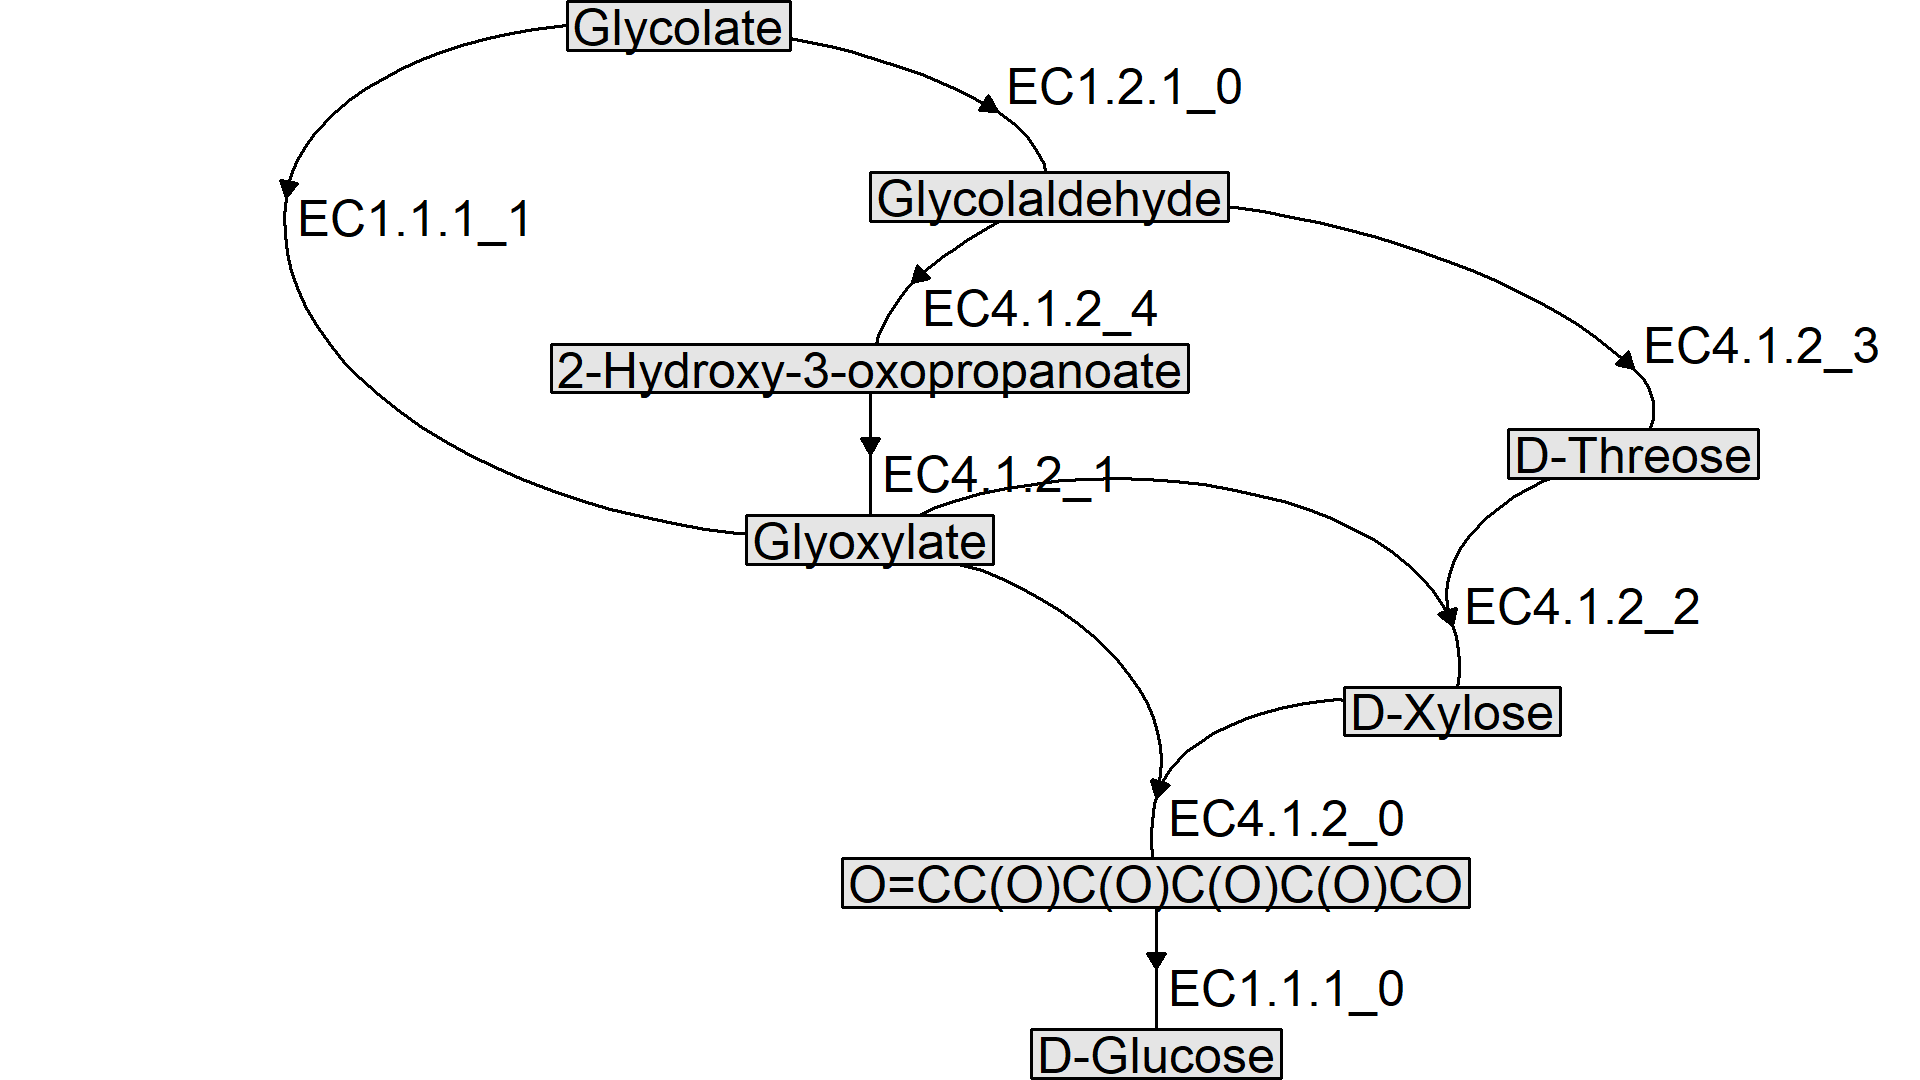 Glycolate
EC1.2.1_0
Glycolaldehyde
EC1.1.1_1
EC4.1.2_4
EC4.1.2_3
2-Hydroxy-3-oxopropanoate
D-Threose
EC4.1.2_1
Glyoxylate
EC4.1.2_2
D-Xylose
EC4.1.2_0
O=CC(O)C(O)C(O)C(O)CO
EC1.1.1_0
D-Glucose